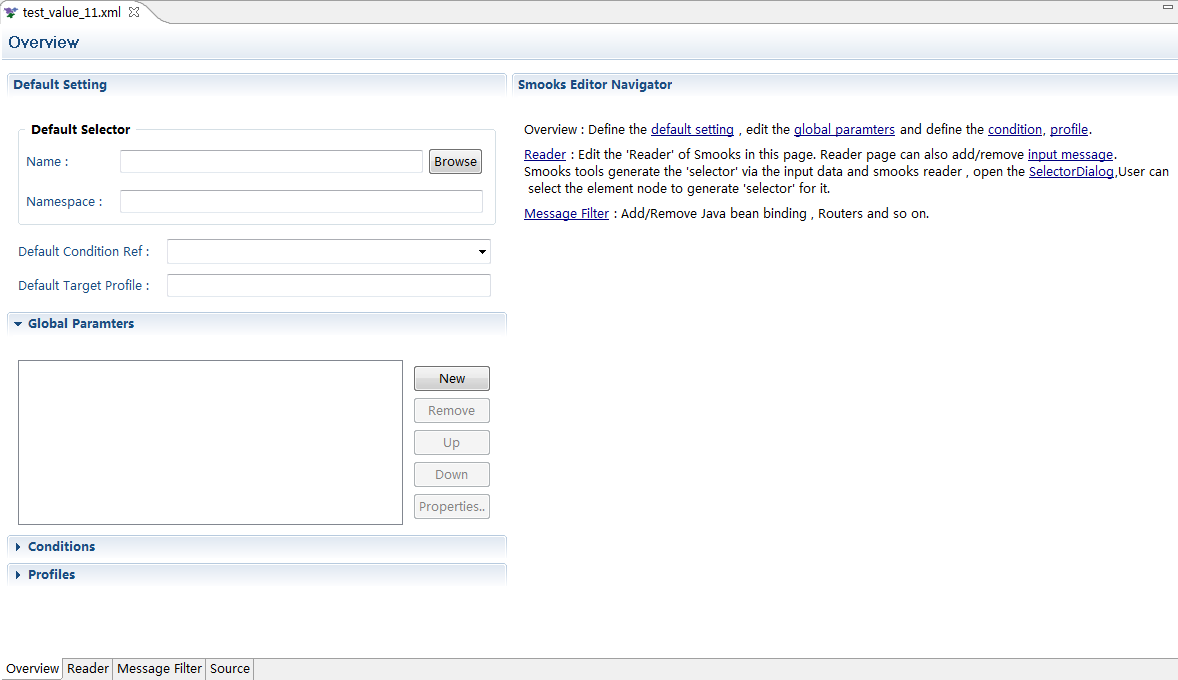 test_value_11.xml
Overview
Default Setting
Default Selector
Name :
Browse
Namespace :
Default Condition Ref :
Default Target Profile :
Global Paramters
New
Remove
Up
Down
Properties..
Conditions
Profiles
Smooks Editor Navigator
Overview : Define the default setting , edit the global paramters and define the condition, profile.
Reader : Edit the 'Reader' of Smooks in this page. Reader page can also add/remove input message.
Smooks tools generate the 'selector' via the input data and smooks reader , open the SelectorDialog,User can
select the element node to generate 'selector' for it.
Message Filter : Add/Remove Java bean binding , Routers and so on.
Overview Reader Message Filter Source